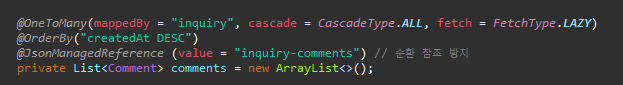 @OneToMany(mappedBy = "inquiry", cascade = CascadeType.ALL, fetch = FetchType.LAZY)
@OrderBy("createdAt DESC")
@JsonManagedReference (value = "inquiry-comments") // 순환 참조 방지
private List<Comment> comments = new ArrayList<>();